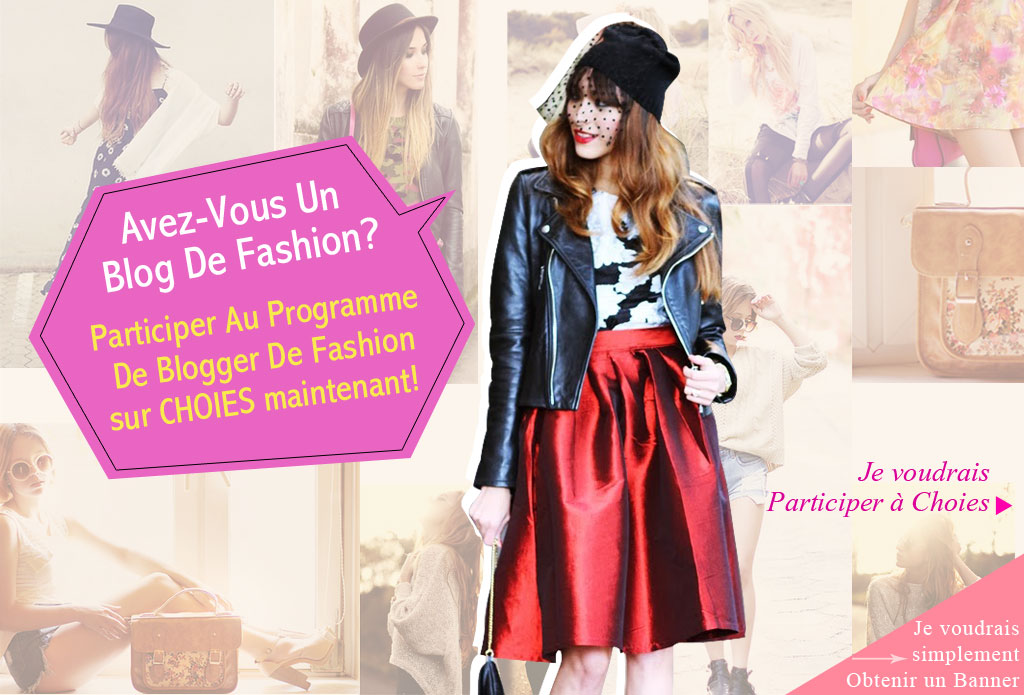 Avez-Vous Un
Blog De Fashion?
Participer Au Programme
De Blogger De Fashion
sur CHOIES maintenant!
Je voudrais
Participer à Choies
Je voudrais
simplement
Obtenir un Banner